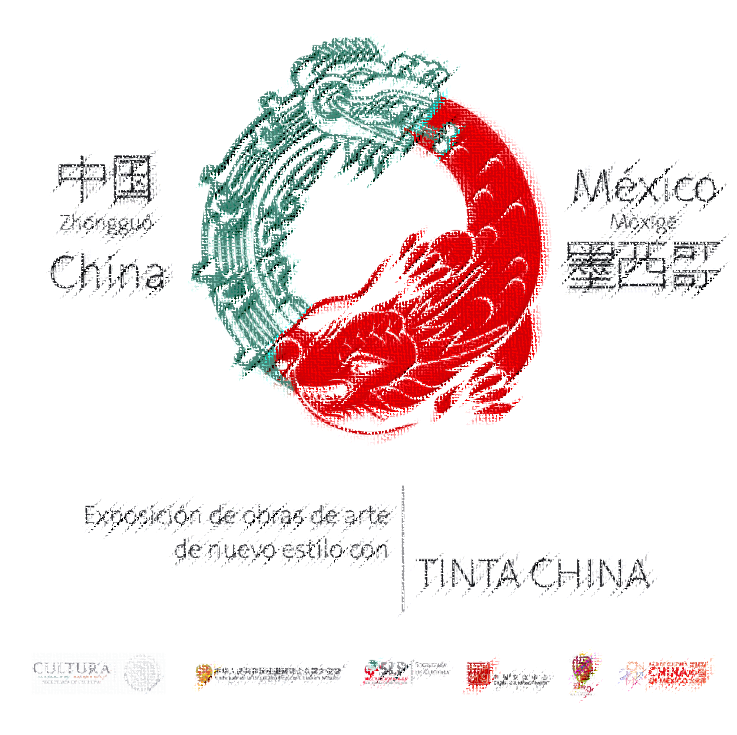 中国
Zhōngguó
China
México
Mòxīgē
墨西哥
Exposición de obras de arte
de nuevo estilo con
TINTA CHINA
CULTURA
CHINA